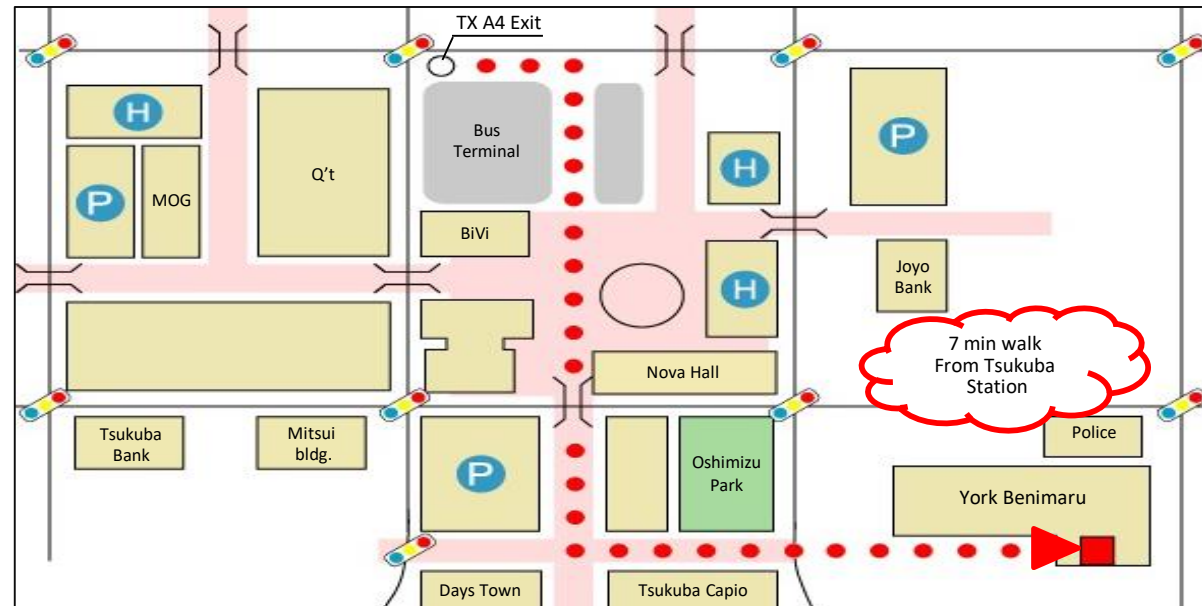 TX A4 Exit
H
P
MOG
Q't
Bus
Terminal
H
P
BiVi
H
Joyo
Bank
7 min walk
From Tsukuba
Station
Nova Hall
Tsukuba
Bank
Mitsui
bldg.
P
Oshimizu
Park
Police
York Benimaru
Days Town
Tsukuba Capio